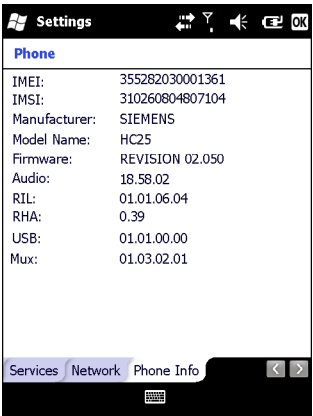 Settings OK
Phone
IMEI: 355282030001361
IMSI: 310260804807104
Manufacturer: SIEMENS
Model Name: HC25
Firmware: REVISION 02.050
Audio: 18.58.02
RIL: 01.01.06.04
RHA: 0.39
USB: 01.01.00.00
Mux: 01.03.02.01
Services Network Phone Info